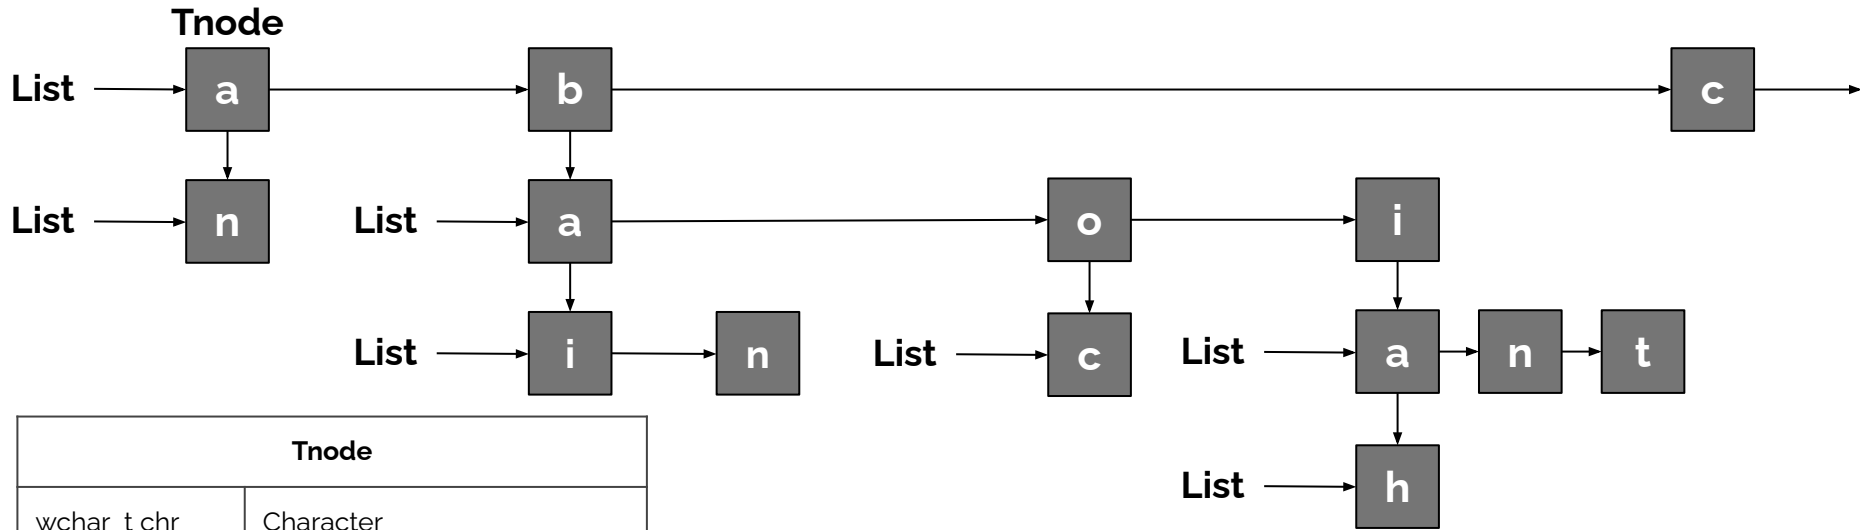 Tnode
List a b c
List n List a o i
List i n List c List a n t
Tnode
List h
wchar_t chr Character